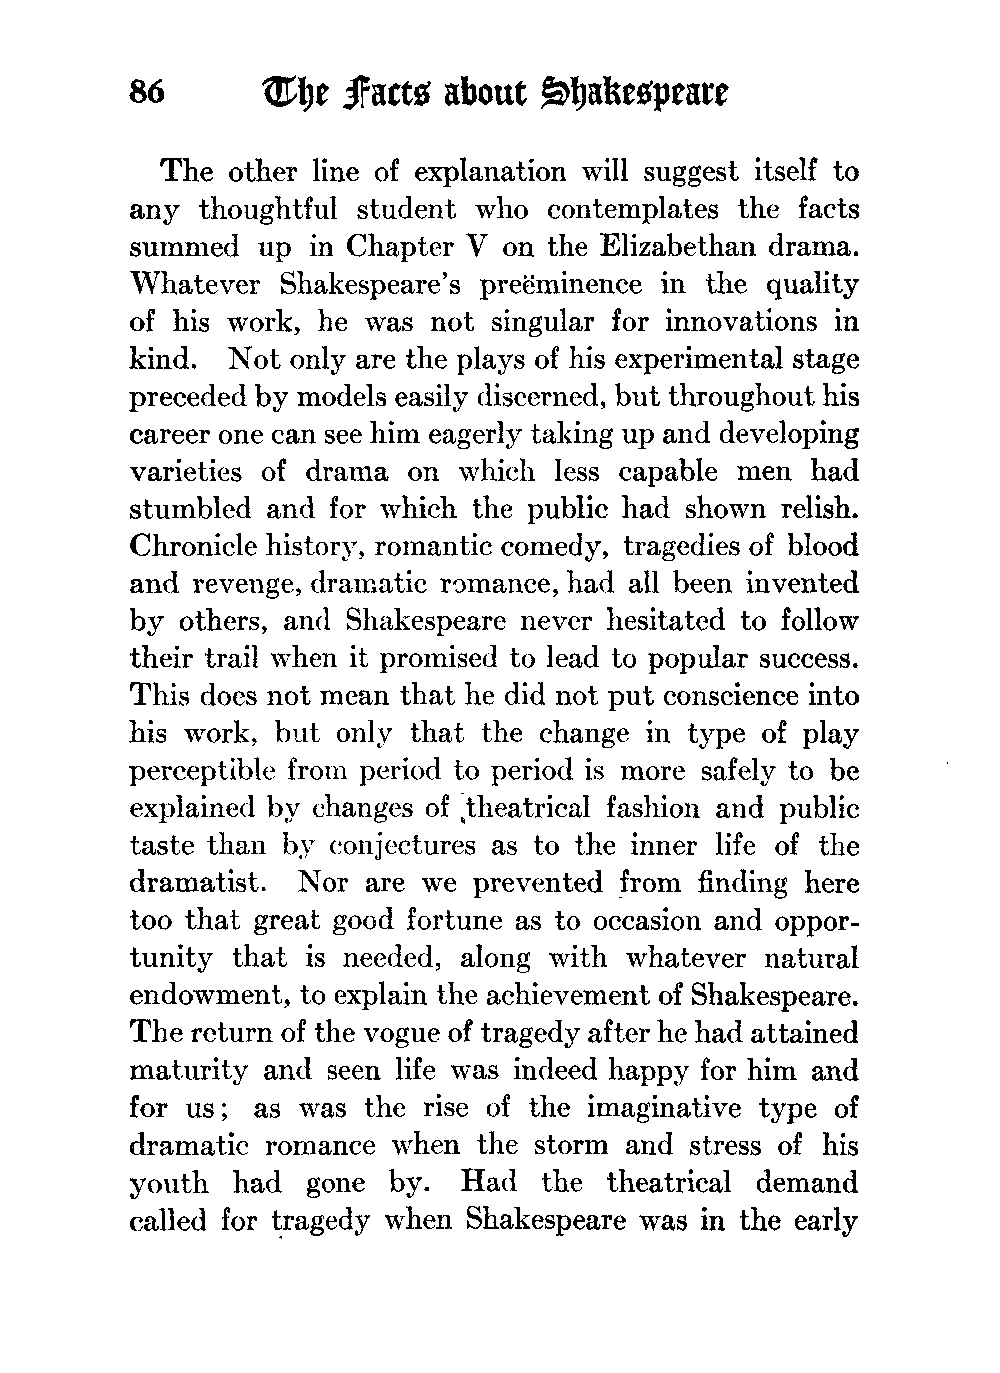 86 The Facts about Shakespeare
The other line of explanation will suggest itself to
any thoughtful student who contemplates the facts
summed up in Chapter V on the Elizabethan drama.
Whatever Shakespeare's preëminence in the quality
of his work, he was not singular for innovations in
kind. Not only are the plays of his experimental stage
preceded by models easily discerned, but throughout his
career one can see him eagerly taking up and developing
varieties of drama on which less capable men had
stumbled and for which the public had shown relish.
Chronicle history, romantic comedy, tragedies of blood
and revenge, dramatic romance, had all been invented
by others, and Shakespeare never hesitated to follow
their trail when it promised to lead to popular success.
This does not mean that he did not put conscience into
his work, but only that the change in type of play
perceptible from period to period is more safely to be
explained by changes of theatrical fashion and public
taste than by conjectures as to the inner life of the
dramatist. Nor are we prevented from finding here
too that great good fortune as to occasion and oppor-
tunity that is needed, along with whatever natural
endowment, to explain the achievement of Shakespeare.
The return of the vogue of tragedy after he had attained
maturity and seen life was indeed happy for him and
for us; as was the rise of the imaginative type of
dramatic romance when the storm and stress of his
youth had gone by. Had the theatrical demand
called for tragedy when Shakespeare was in the early